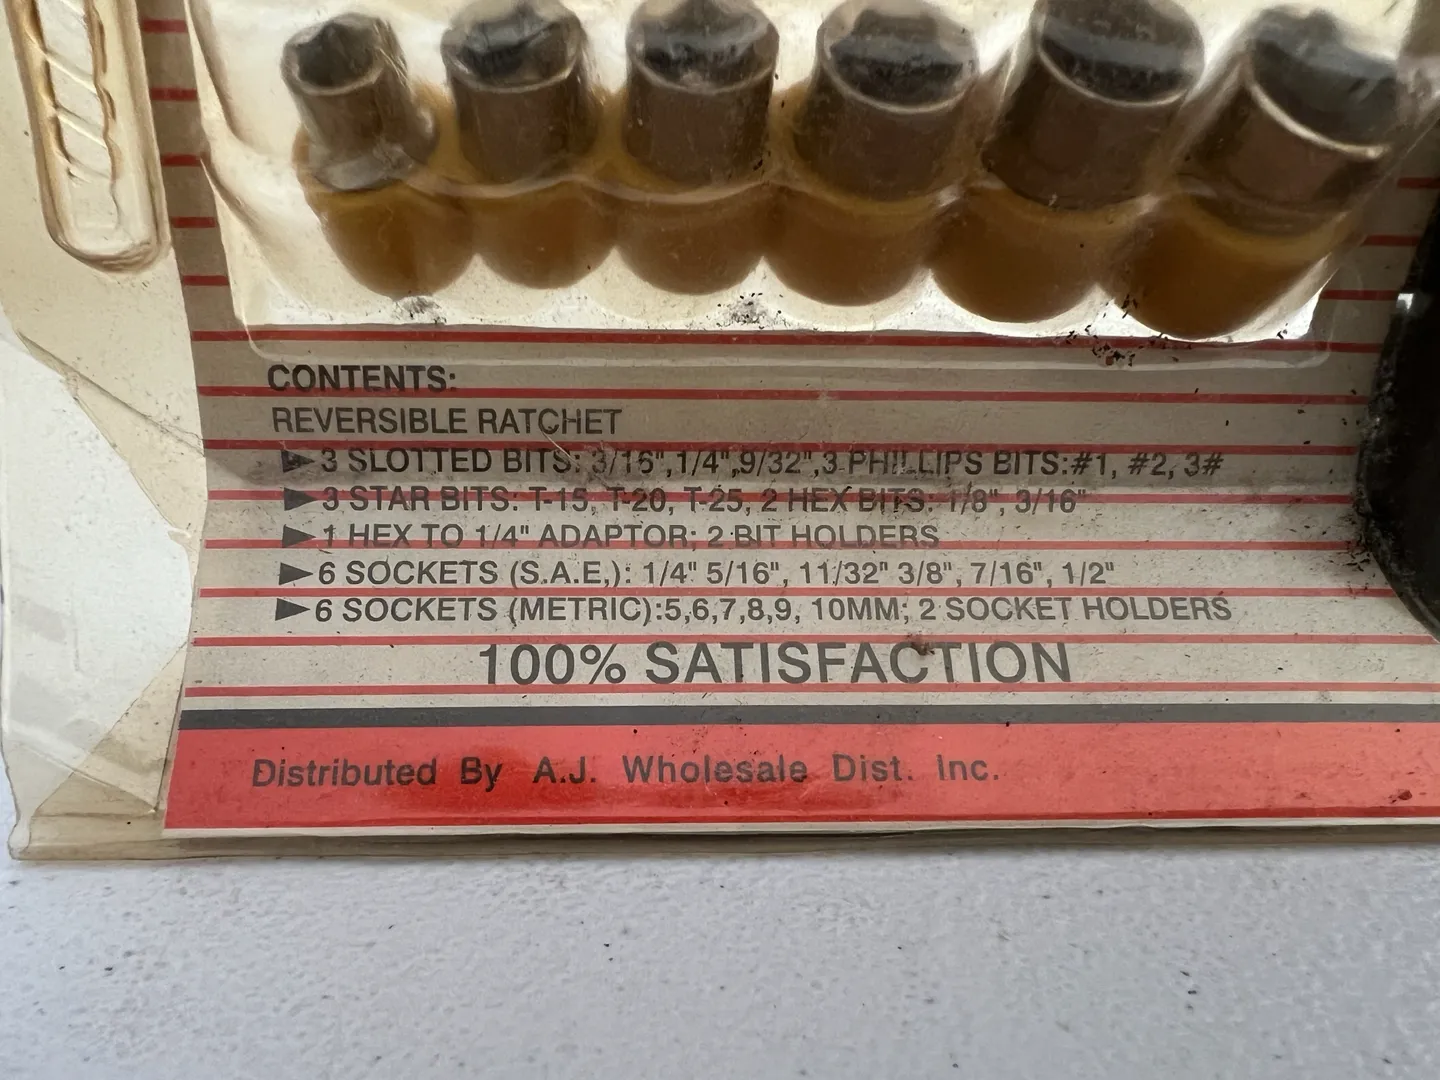 CONTENTS:
REVERSIBLE RATCHET
▶3 SLOTTED BITS: 3/16",1/4",9/32",3 PHILLIPS BITS:#1, #2, 3#
▶3 STAR BITS: T-15, T-20, T-25, 2 HEX BITS: 1/8", 3/16"
▶1 HEX TO 1/4" ADAPTOR; 2 BIT HOLDERS
▶6 SOCKETS (S.A.E,): 1/4" 5/16", 11/32" 3/8", 7/16", 1/2"
▶6 SOCKETS (METRIC):5,6,7,8,9, 10MM; 2 SOCKET HOLDERS
100% SATISFACTION
Distributed By A.J. Wholesale Dist. Inc.